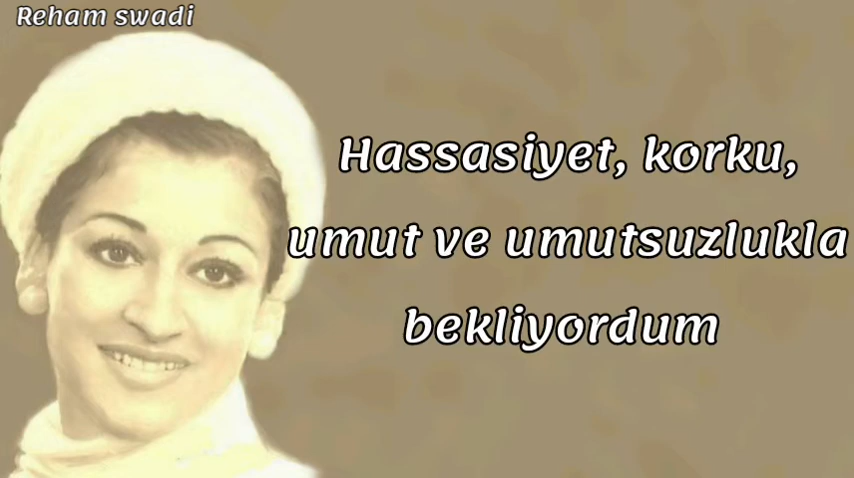 Reham swadi
Hassasiyet, korku,
umut ve umutsuzlukla
bekliyordum